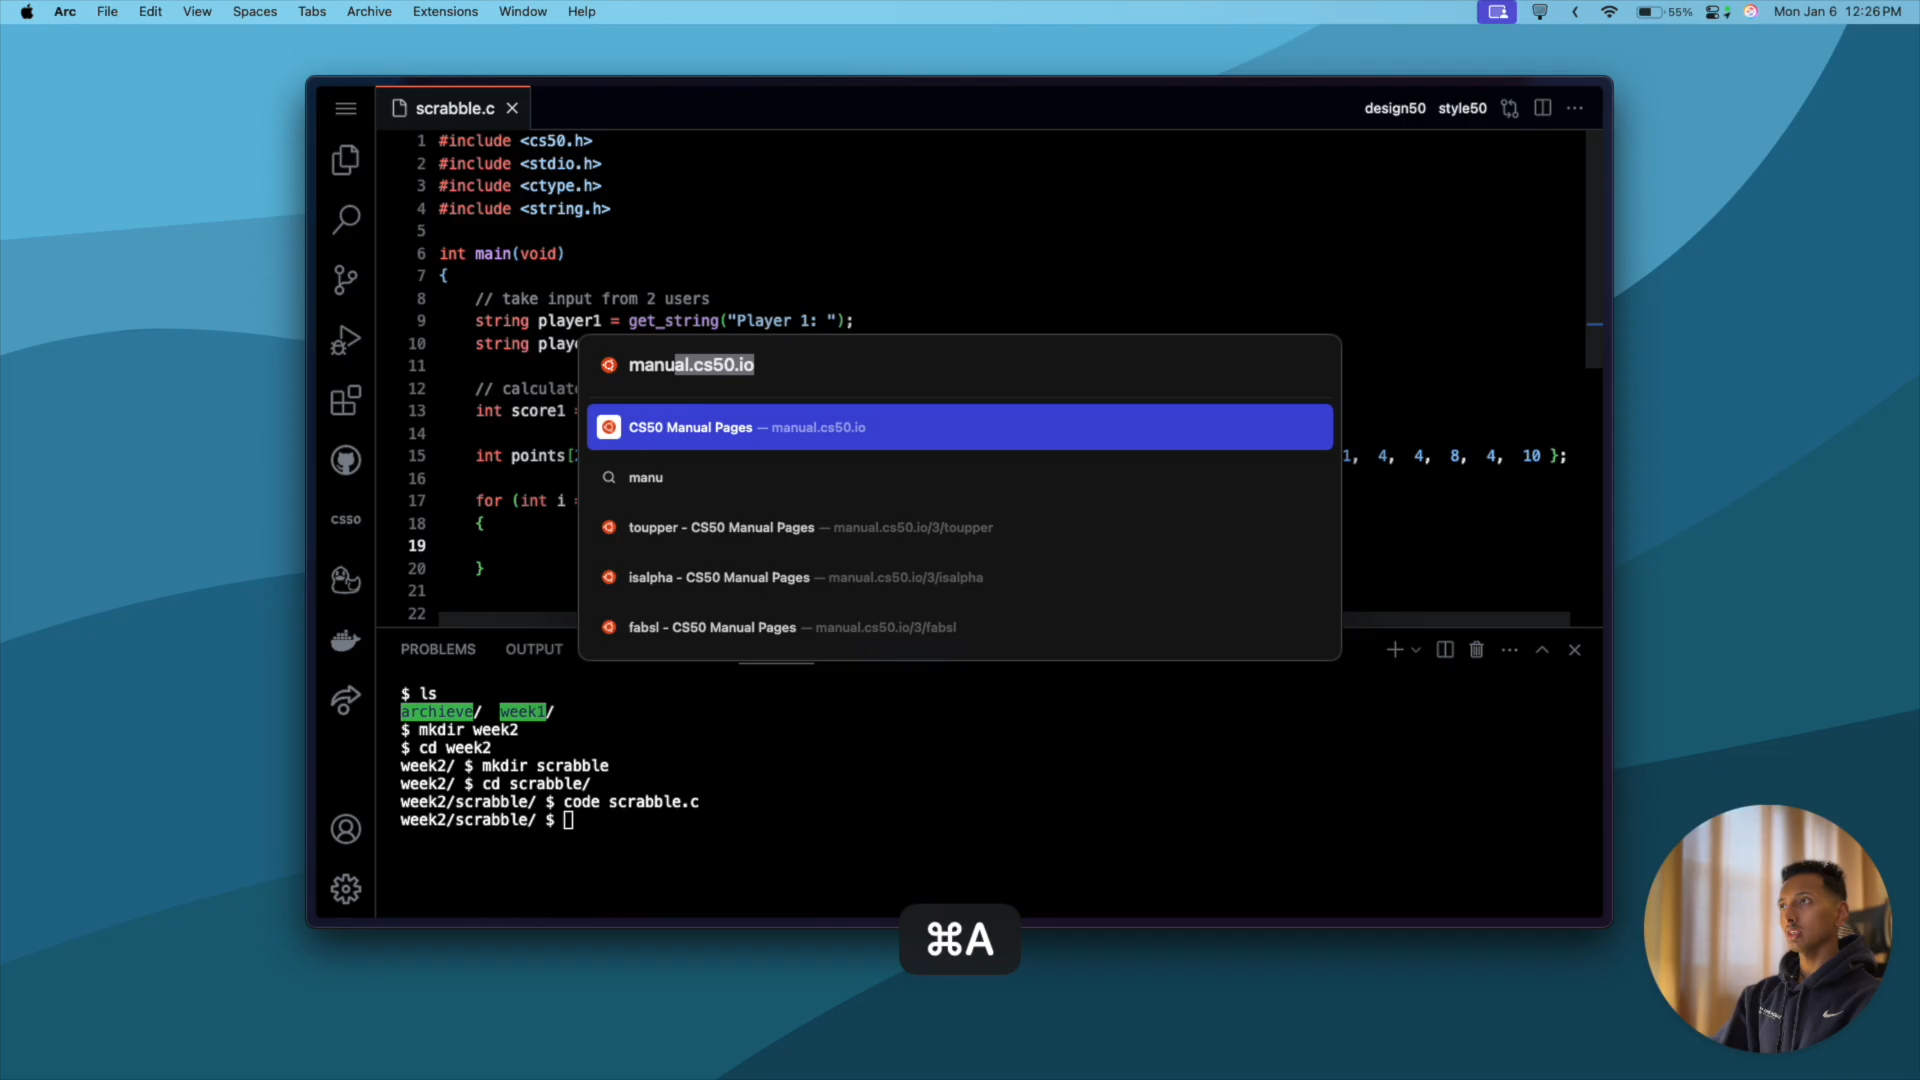 Arc File Edit View Spaces Tabs Archive Extensions Window Help 55% Mon Jan 6 12:26 PM
scrabble.c design50 style50
1 #include <cs50.h>
2 #include <stdio.h>
3 #include <ctype.h>
4 #include <string.h>
5
6 int main(void)
7 {
8 // take input from 2 users
9 string player1 = get_string("Player 1: ");
10 string playe
11
12 // calculate
13 int score1 =
14
15 int points[ 1, 4, 4, 8, 4, 10 };
16
17 for (int i =
18 {
19
20 }
21
22
CS50
manual.cs50.io
CS50 Manual Pages — manual.cs50.io
manu
toupper - CS50 Manual Pages — manual.cs50.io/3/toupper
isalpha - CS50 Manual Pages — manual.cs50.io/3/isalpha
fabsl - CS50 Manual Pages — manual.cs50.io/3/fabsl
PROBLEMS OUTPUT
$ ls
archieve/ week1/
$ mkdir week2
$ cd week2
week2/ $ mkdir scrabble
week2/ $ cd scrabble/
week2/scrabble/ $ code scrabble.c
week2/scrabble/ $
⌘A